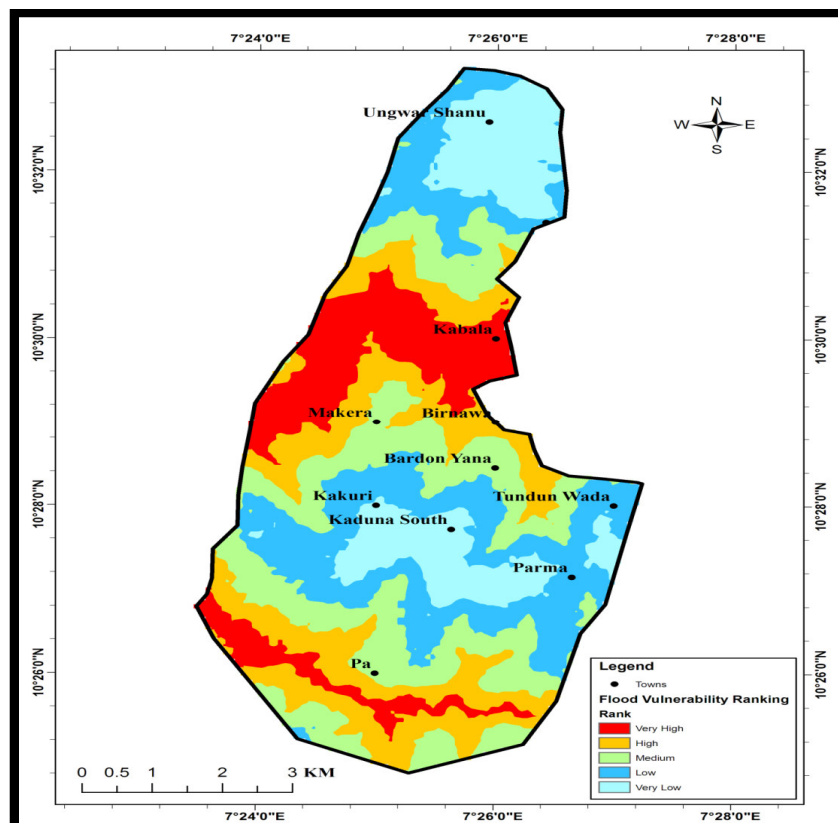 7°24'0"E 7°26'0"E 7°28'0"E
N
W E
S
Ungwar Shanu
10°32'0"N 10°32'0"N
10°30'0"N 10°30'0"N
Kabala
Makera Birnawa
Bardon Yana
Kakuri Tundun Wada
10°28'0"N 10°28'0"N
Kaduna South
Parma
Pa
10°26'0"N 10°26'0"N
Legend
Towns
Flood Vulnerability Ranking
Rank
Very High
High
Medium
Low
Very Low
0 0.5 1 2 3 KM
7°24'0"E 7°26'0"E 7°28'0"E